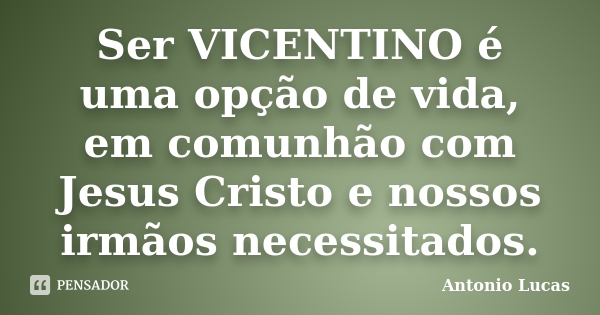 Ser VICENTINO é
uma opção de vida,
em comunhão com
Jesus Cristo e nossos
irmãos necessitados.
PENSADOR
Antonio Lucas